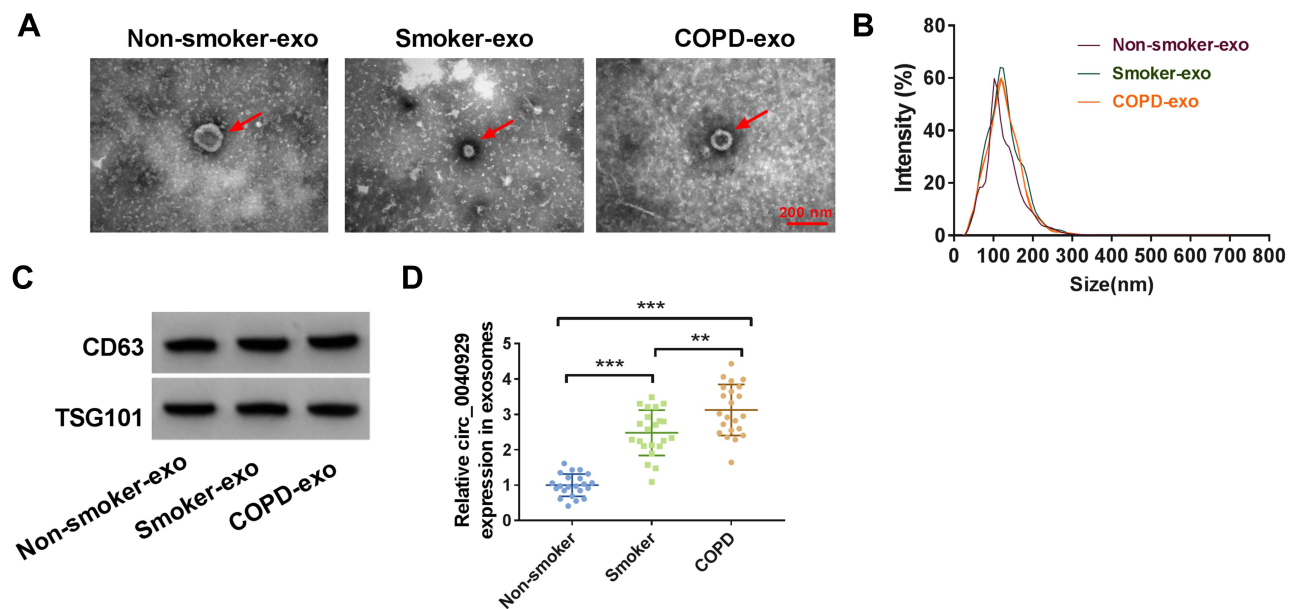 A
Non-smoker-exo
Smoker-exo
COPD-exo
200 nm
B
Intensity (%)
80
60
40
20
0
0 100 200 300 400 500 600 700 800
Size(nm)
Non-smoker-exo
Smoker-exo
COPD-exo
C
CD63
TSG101
Non-smoker-exo
Smoker-exo
COPD-exo
D
Relative circ_0040929
expression in exosomes
5
4
3
2
1
0
***
***
**
Non-smoker
Smoker
COPD